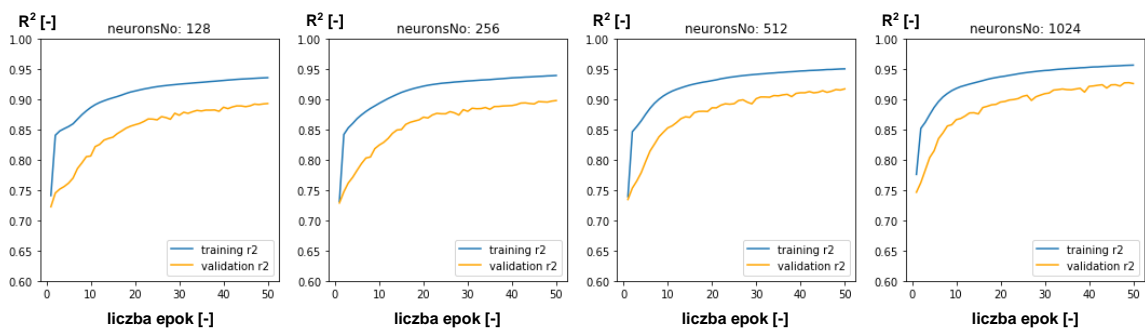 R² [-]
neuronsNo: 128
1.00
0.95
0.90
0.85
0.80
0.75
0.70
0.65
0.60
training r2
validation r2
0 10 20 30 40 50
liczba epok [-]
R² [-]
neuronsNo: 256
1.00
0.95
0.90
0.85
0.80
0.75
0.70
0.65
0.60
training r2
validation r2
0 10 20 30 40 50
liczba epok [-]
R² [-]
neuronsNo: 512
1.00
0.95
0.90
0.85
0.80
0.75
0.70
0.65
0.60
training r2
validation r2
0 10 20 30 40 50
liczba epok [-]
R² [-]
neuronsNo: 1024
1.00
0.95
0.90
0.85
0.80
0.75
0.70
0.65
0.60
training r2
validation r2
0 10 20 30 40 50
liczba epok [-]